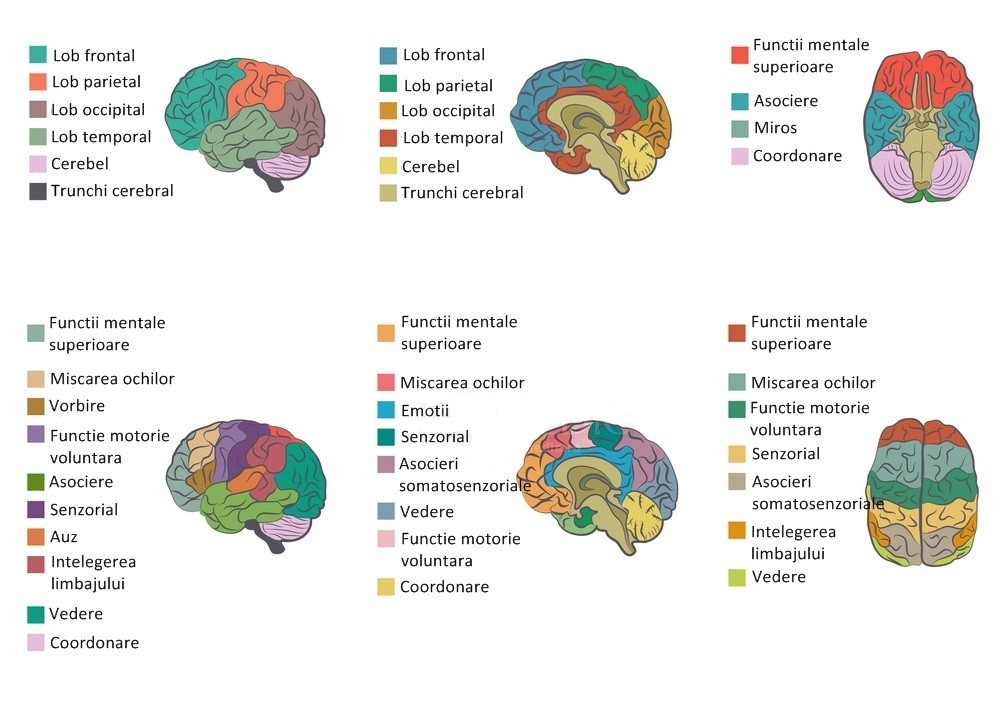 Lob frontal
Lob parietal
Lob occipital
Lob temporal
Cerebel
Trunchi cerebral
Lob frontal
Lob parietal
Lob occipital
Lob temporal
Cerebel
Trunchi cerebral
Functii mentale
superioare
Asociere
Miros
Coordonare
Functii mentale
superioare
Miscarea ochilor
Vorbire
Functie motorie
voluntara
Asociere
Senzorial
Auz
Intelegerea
limbajului
Vedere
Coordonare
Functii mentale
superioare
Miscarea ochilor
Emotii
Senzorial
Asocieri
somatosenzoriale
Vedere
Functie motorie
voluntara
Coordonare
Functii mentale
superioare
Miscarea ochilor
Functie motorie
voluntara
Senzorial
Asocieri
somatosenzoriale
Intelegerea
limbajului
Vedere